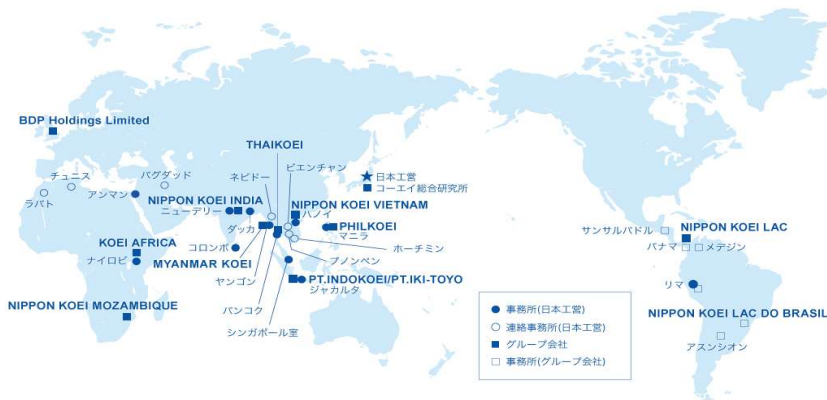 BDP Holdings Limited
チュニス
バグダッド
ラバト
アンマン
THAIKOEI
ビエンチャン
ネピドー
★日本工営
■コーエイ総合研究所
NIPPON KOEI INDIA
ニューデリー
NIPPON KOEI VIETNAM
ハノイ
ダッカ
PHILKOEI
マニラ
KOEI AFRICA
ナイロビ
コロンボ
MYANMAR KOEI
ホーチミン
プノンペン
ヤンゴン
PT.INDOKOEI/PT.IKI-TOYO
ジャカルタ
バンコク
シンガポール室
NIPPON KOEI MOZAMBIQUE
サンサルバドル
NIPPON KOEI LAC
パナマ
メデジン
リマ
NIPPON KOEI LAC DO BRASIL
アスンシオン
● 事務所(日本工営)
○ 連絡事務所(日本工営)
■ グループ会社
□ 事務所(グループ会社)